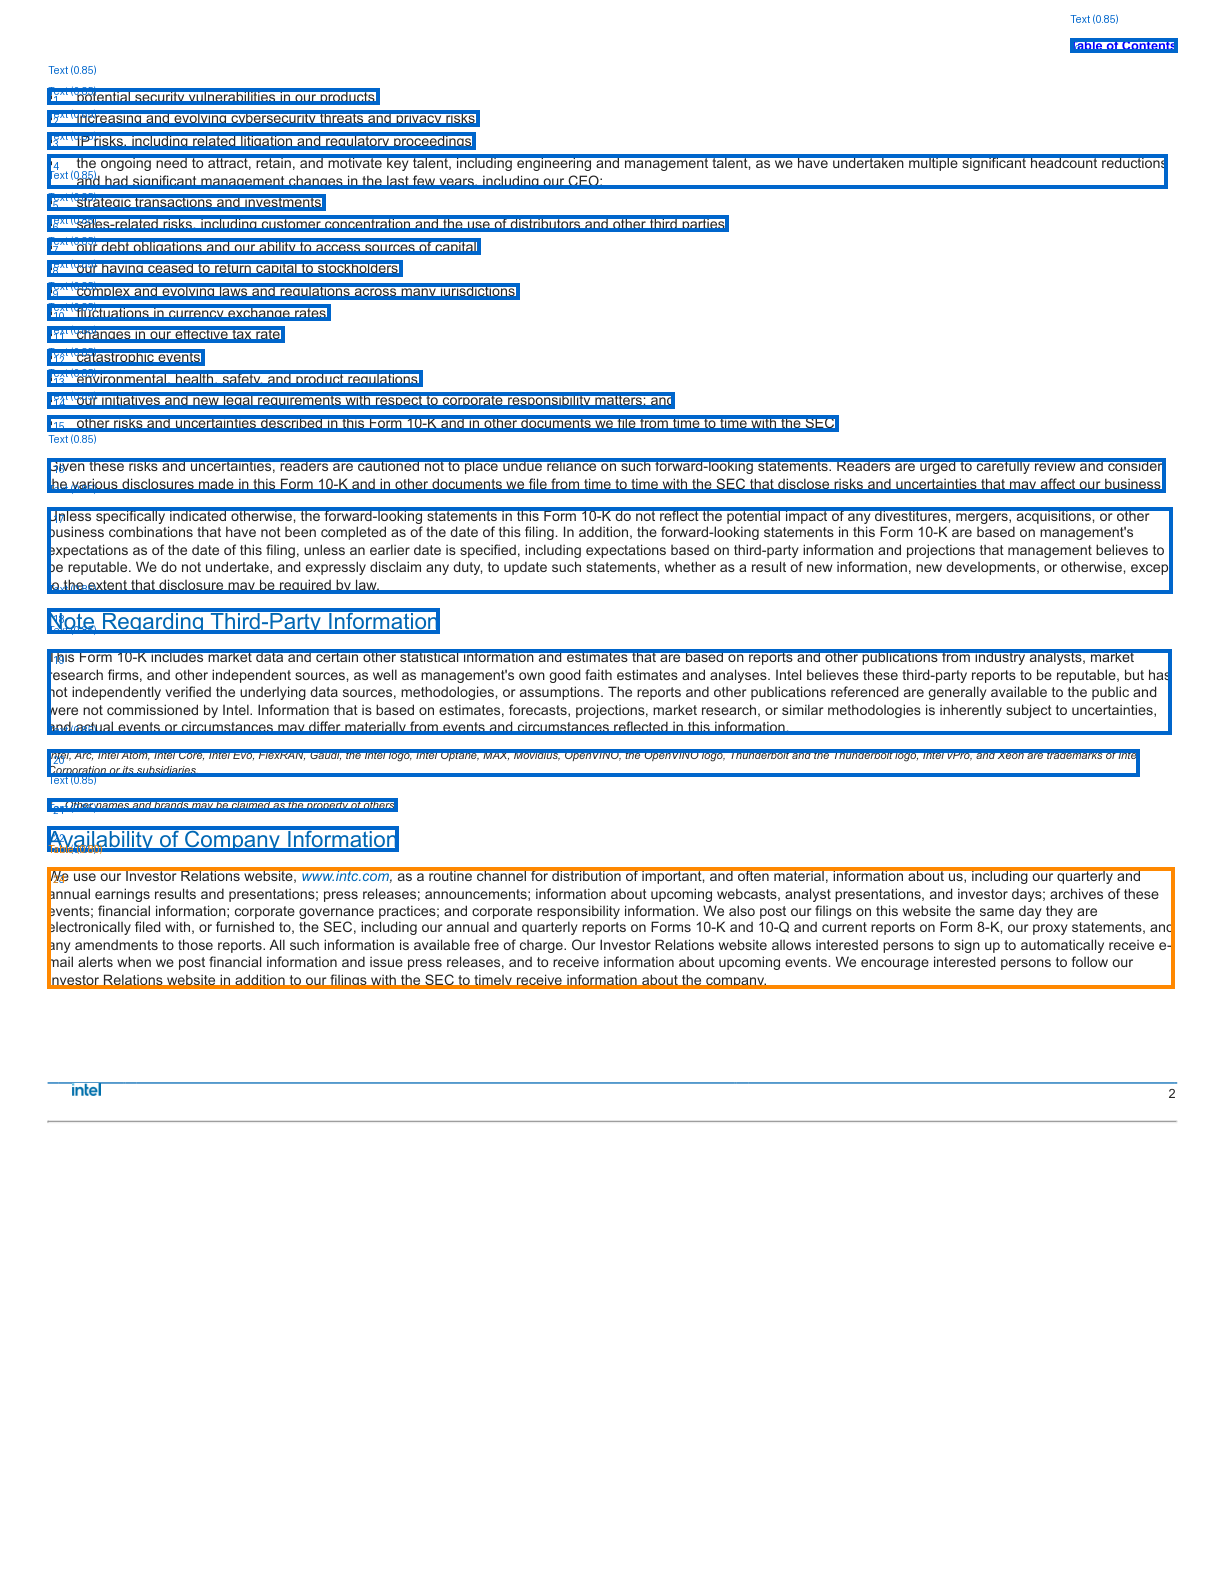 Text (0.85)
Table of Contents
Text (0.85)
potential security vulnerabilities in our products
increasing and evolving cybersecurity threats and privacy risks
IP risks, including related litigation and regulatory proceedings
the ongoing need to attract, retain, and motivate key talent, including engineering and management talent, as we have undertaken multiple significant headcount reductions
and had significant management changes in the last few years, including our CEO;
strategic transactions and investments
sales-related risks, including customer concentration and the use of distributors and other third parties
our debt obligations and our ability to access sources of capital
our having ceased to return capital to stockholders
complex and evolving laws and regulations across many jurisdictions
fluctuations in currency exchange rates
changes in our effective tax rate
catastrophic events
environmental, health, safety, and product regulations
our initiatives and new legal requirements with respect to corporate responsibility matters; and
other risks and uncertainties described in this Form 10-K and in other documents we file from time to time with the SEC
Text (0.85)
Given these risks and uncertainties, readers are cautioned not to place undue reliance on such forward-looking statements. Readers are urged to carefully review and consider
the various disclosures made in this Form 10-K and in other documents we file from time to time with the SEC that disclose risks and uncertainties that may affect our business
Unless specifically indicated otherwise, the forward-looking statements in this Form 10-K do not reflect the potential impact of any divestitures, mergers, acquisitions, or other
business combinations that have not been completed as of the date of this filing. In addition, the forward-looking statements in this Form 10-K are based on management's
expectations as of the date of this filing, unless an earlier date is specified, including expectations based on third-party information and projections that management believes to
be reputable. We do not undertake, and expressly disclaim any duty, to update such statements, whether as a result of new information, new developments, or otherwise, excep
to the extent that disclosure may be required by law.
Note Regarding Third-Party Information
This Form 10-K includes market data and certain other statistical information and estimates that are based on reports and other publications from industry analysts, market
research firms, and other independent sources, as well as management's own good faith estimates and analyses. Intel believes these third-party reports to be reputable, but has
not independently verified the underlying data sources, methodologies, or assumptions. The reports and other publications referenced are generally available to the public and
were not commissioned by Intel. Information that is based on estimates, forecasts, projections, market research, or similar methodologies is inherently subject to uncertainties,
and actual events or circumstances may differ materially from events and circumstances reflected in this information.
Intel, Arc, Intel Atom, Intel Core, Intel Evo, FlexRAN, Gaudi, the Intel logo, Intel Optane, MAX, Movidius, OpenVINO, the OpenVINO logo, Thunderbolt and the Thunderbolt logo, Intel vPro, and Xeon are trademarks of Intel
Corporation or its subsidiaries.
Text (0.85)
Other names and brands may be claimed as the property of others
Availability of Company Information
We use our Investor Relations website, www.intc.com, as a routine channel for distribution of important, and often material, information about us, including our quarterly and
annual earnings results and presentations; press releases; announcements; information about upcoming webcasts, analyst presentations, and investor days; archives of these
events; financial information; corporate governance practices; and corporate responsibility information. We also post our filings on this website the same day they are
electronically filed with, or furnished to, the SEC, including our annual and quarterly reports on Forms 10-K and 10-Q and current reports on Form 8-K, our proxy statements, and
any amendments to those reports. All such information is available free of charge. Our Investor Relations website allows interested persons to sign up to automatically receive e-
mail alerts when we post financial information and issue press releases, and to receive information about upcoming events. We encourage interested persons to follow our
Investor Relations website in addition to our filings with the SEC to timely receive information about the company.
intel
2